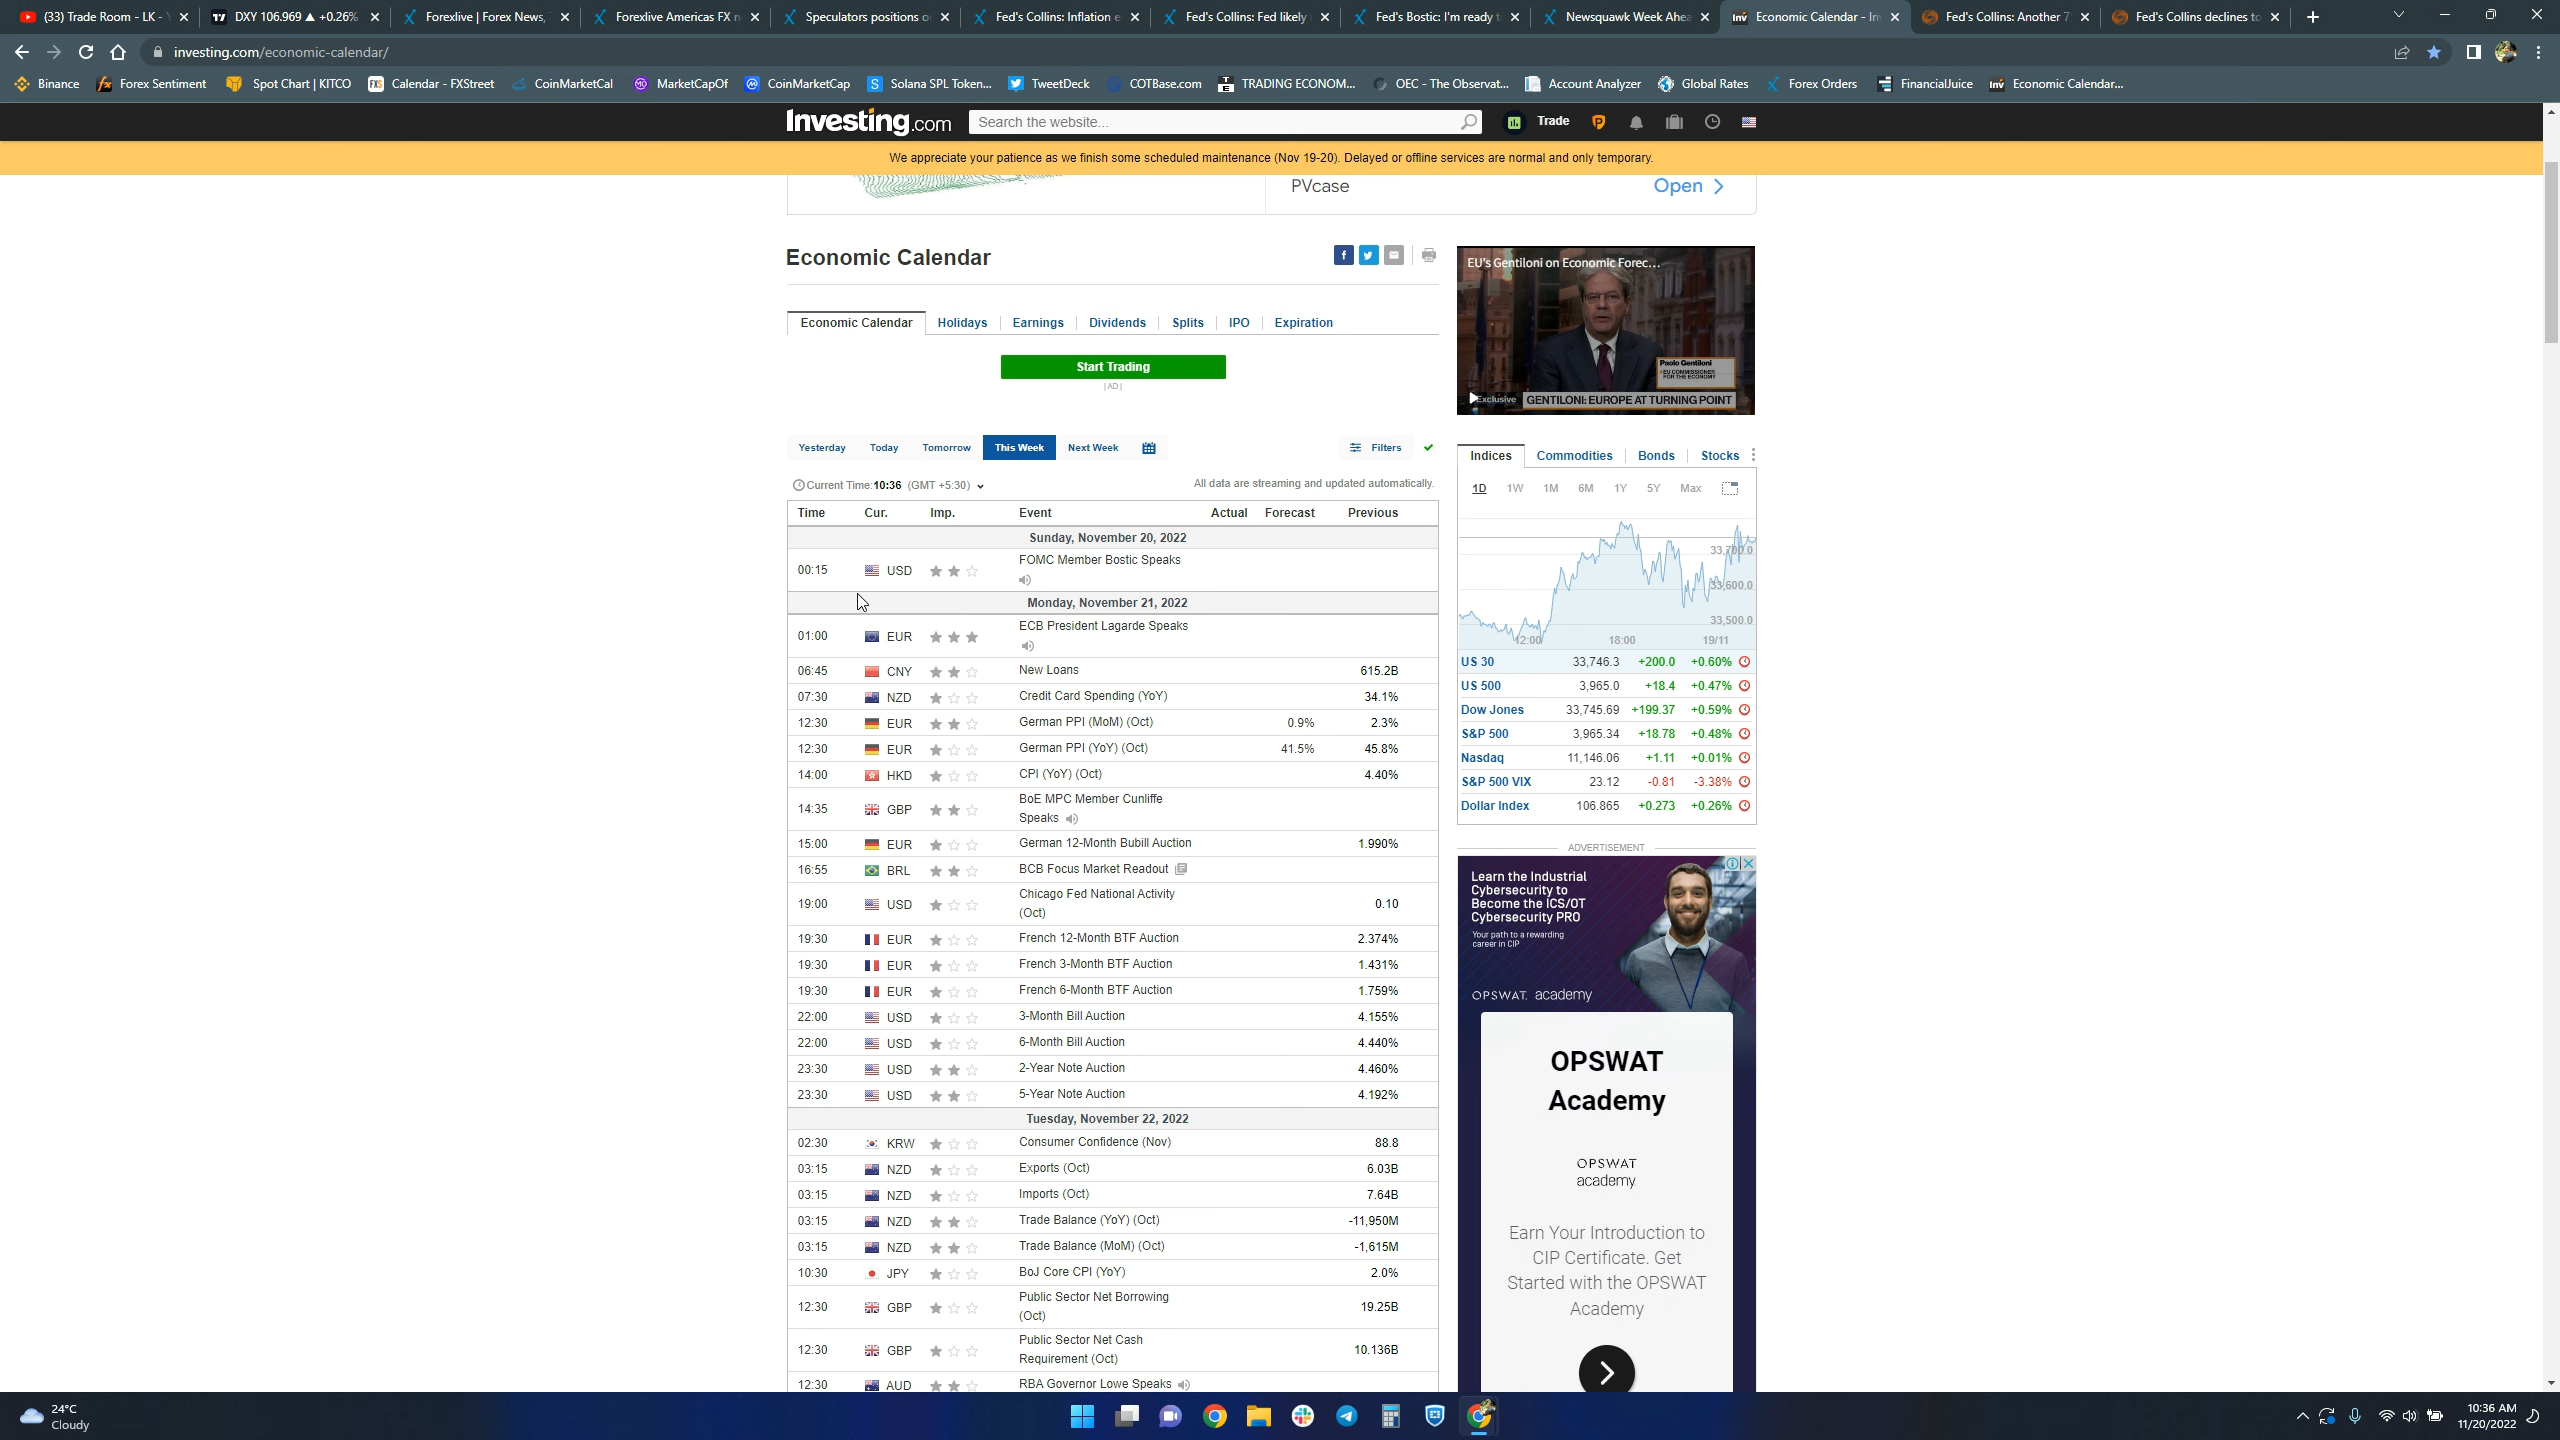 (33) Trade Room - LK -
DXY 106.969 ▲ +0.26%
Forexlive | Forex News,
Forexlive Americas FX n
Speculators positions o
Fed's Collins: Inflation e
Fed's Collins: Fed likely
Fed's Bostic: I'm ready t
Newsquawk Week Ahea
Economic Calendar - In
Fed's Collins: Another 7
Fed's Collins declines to
investing.com/economic-calendar/
Binance
Forex Sentiment
Spot Chart | KITCO
Calendar - FXStreet
CoinMarketCal
MarketCapOf
CoinMarketCap
Solana SPL Token...
TweetDeck
COTBase.com
TRADING ECONOM...
OEC - The Observat...
Account Analyzer
Global Rates
Forex Orders
FinancialJuice
Economic Calendar...
Investing.com
Search the website...
Trade
We appreciate your patience as we finish some scheduled maintenance (Nov 19-20). Delayed or offline services are normal and only temporary.
PVcase
Open
Economic Calendar
Economic Calendar Holidays Earnings Dividends Splits IPO Expiration
Start Trading
| AD |
Yesterday Today Tomorrow This Week Next Week Filters
Current Time: 10:36 (GMT +5:30)
All data are streaming and updated automatically.
Time Cur. Imp. Event Actual Forecast Previous
Sunday, November 20, 2022
00:15 USD FOMC Member Bostic Speaks
Monday, November 21, 2022
01:00 EUR ECB President Lagarde Speaks
06:45 CNY New Loans 615.2B
07:30 NZD Credit Card Spending (YoY) 34.1%
12:30 EUR German PPI (MoM) (Oct) 0.9% 2.3%
12:30 EUR German PPI (YoY) (Oct) 41.5% 45.8%
14:00 HKD CPI (YoY) (Oct) 4.40%
14:35 GBP BoE MPC Member Cunliffe
Speaks
15:00 EUR German 12-Month Bubill Auction 1.990%
16:55 BRL BCB Focus Market Readout
19:00 USD Chicago Fed National Activity
(Oct) 0.10
19:30 EUR French 12-Month BTF Auction 2.374%
19:30 EUR French 3-Month BTF Auction 1.431%
19:30 EUR French 6-Month BTF Auction 1.759%
22:00 USD 3-Month Bill Auction 4.155%
22:00 USD 6-Month Bill Auction 4.440%
23:30 USD 2-Year Note Auction 4.460%
23:30 USD 5-Year Note Auction 4.192%
Tuesday, November 22, 2022
02:30 KRW Consumer Confidence (Nov) 88.8
03:15 NZD Exports (Oct) 6.03B
03:15 NZD Imports (Oct) 7.64B
03:15 NZD Trade Balance (YoY) (Oct) -11,950M
03:15 NZD Trade Balance (MoM) (Oct) -1,615M
10:30 JPY BoJ Core CPI (YoY) 2.0%
12:30 GBP Public Sector Net Borrowing
(Oct) 19.25B
12:30 GBP Public Sector Net Cash
Requirement (Oct) 10.136B
12:30 AUD RBA Governor Lowe Speaks
EU's Gentiloni on Economic Forec...
Paolo Gentiloni
EU COMMISSIONER
FOR THE ECONOMY
Exclusive GENTILONI: EUROPE AT TURNING POINT
Indices Commodities Bonds Stocks
1D 1W 1M 6M 1Y 5Y Max
33,700.0
33,600.0
33,500.0
12:00 18:00 19/11
US 30 33,746.3 +200.0 +0.60%
US 500 3,965.0 +18.4 +0.47%
Dow Jones 33,745.69 +199.37 +0.59%
S&P 500 3,965.34 +18.78 +0.48%
Nasdaq 11,146.06 +1.11 +0.01%
S&P 500 VIX 23.12 -0.81 -3.38%
Dollar Index 106.865 +0.273 +0.26%
ADVERTISEMENT
Learn the Industrial
Cybersecurity to
Become the ICS/OT
Cybersecurity PRO
Your path to a rewarding
career in CIP
OPSWAT. academy
OPSWAT
Academy
OPSWAT
academy.
Earn Your Introduction to
CIP Certificate. Get
Started with the OPSWAT
Academy
24°C
Cloudy
10:36 AM
11/20/2022